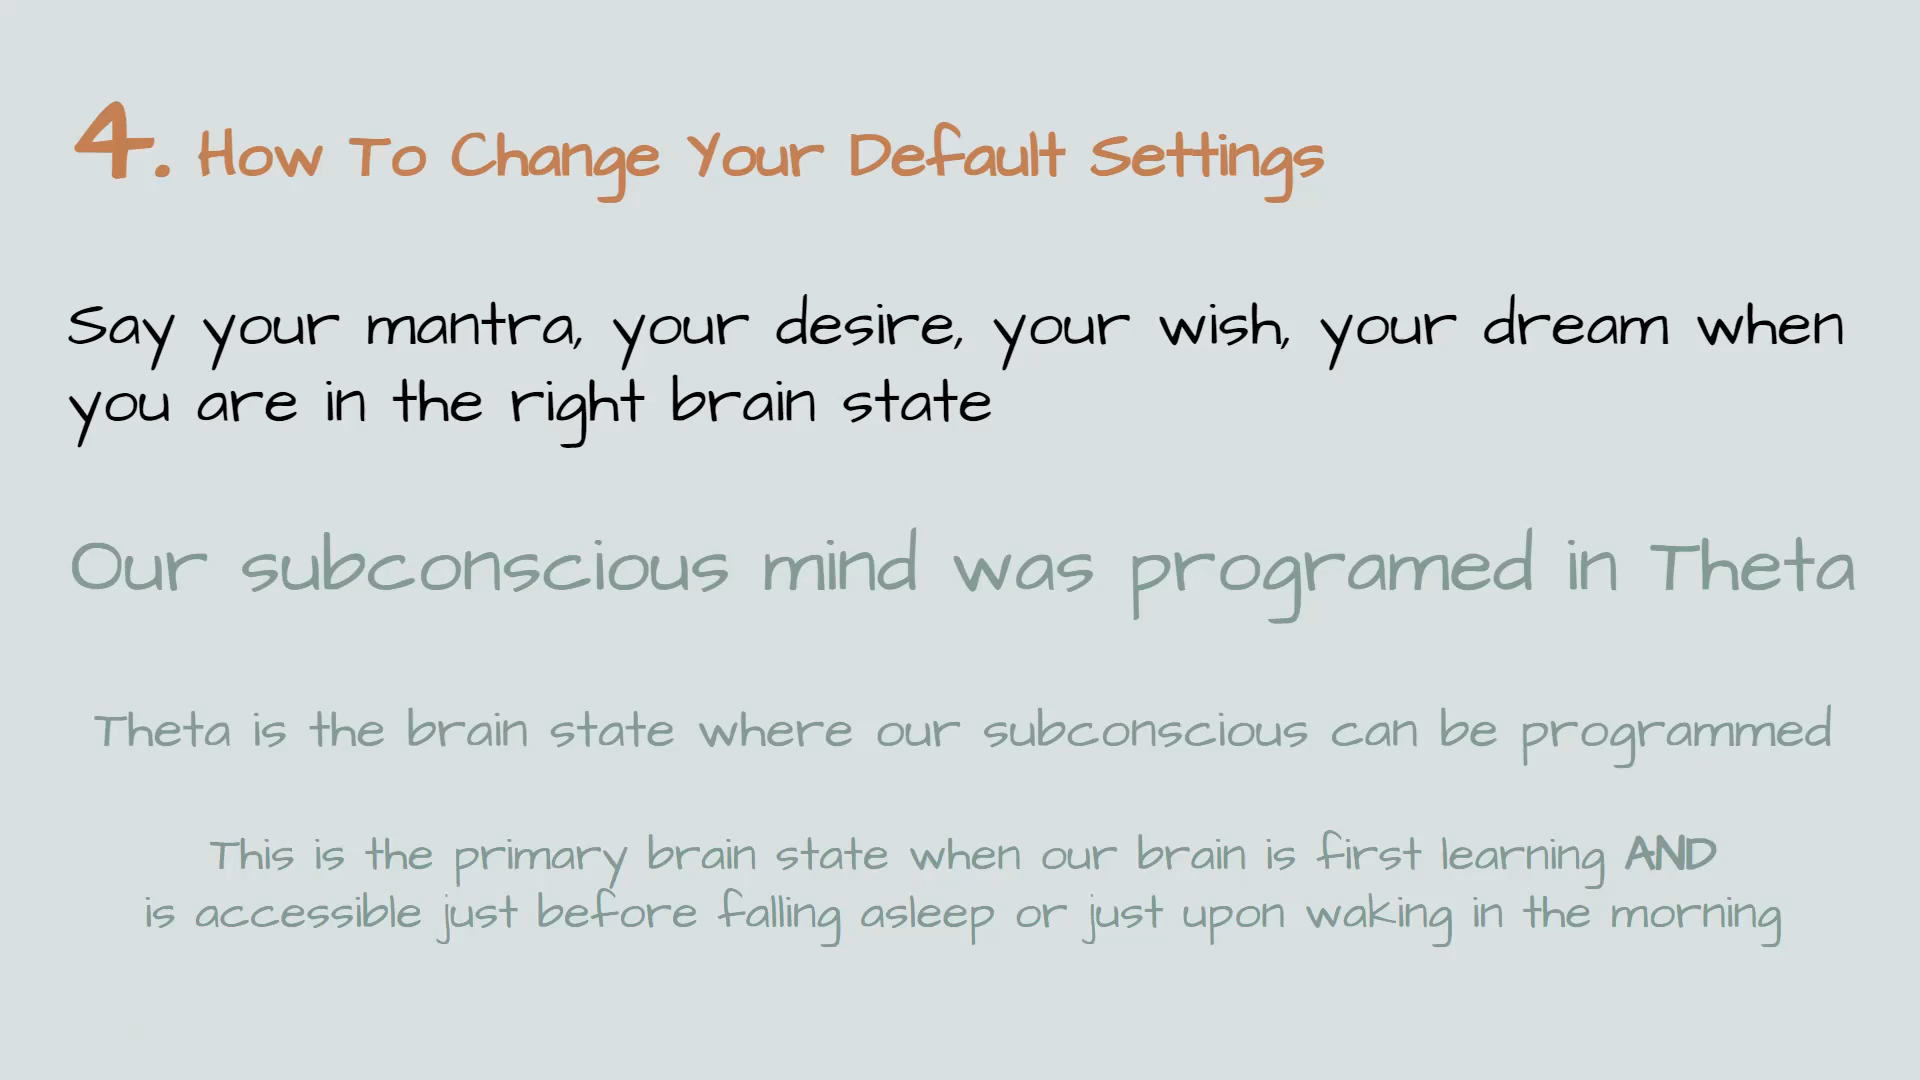 4. How To Change Your Default Settings
Say your mantra, your desire, your wish, your dream when
you are in the right brain state
Our subconscious mind was programed in Theta
Theta is the brain state where our subconscious can be programmed
This is the primary brain state when our brain is first learning AND
is accessible just before falling asleep or just upon waking in the morning